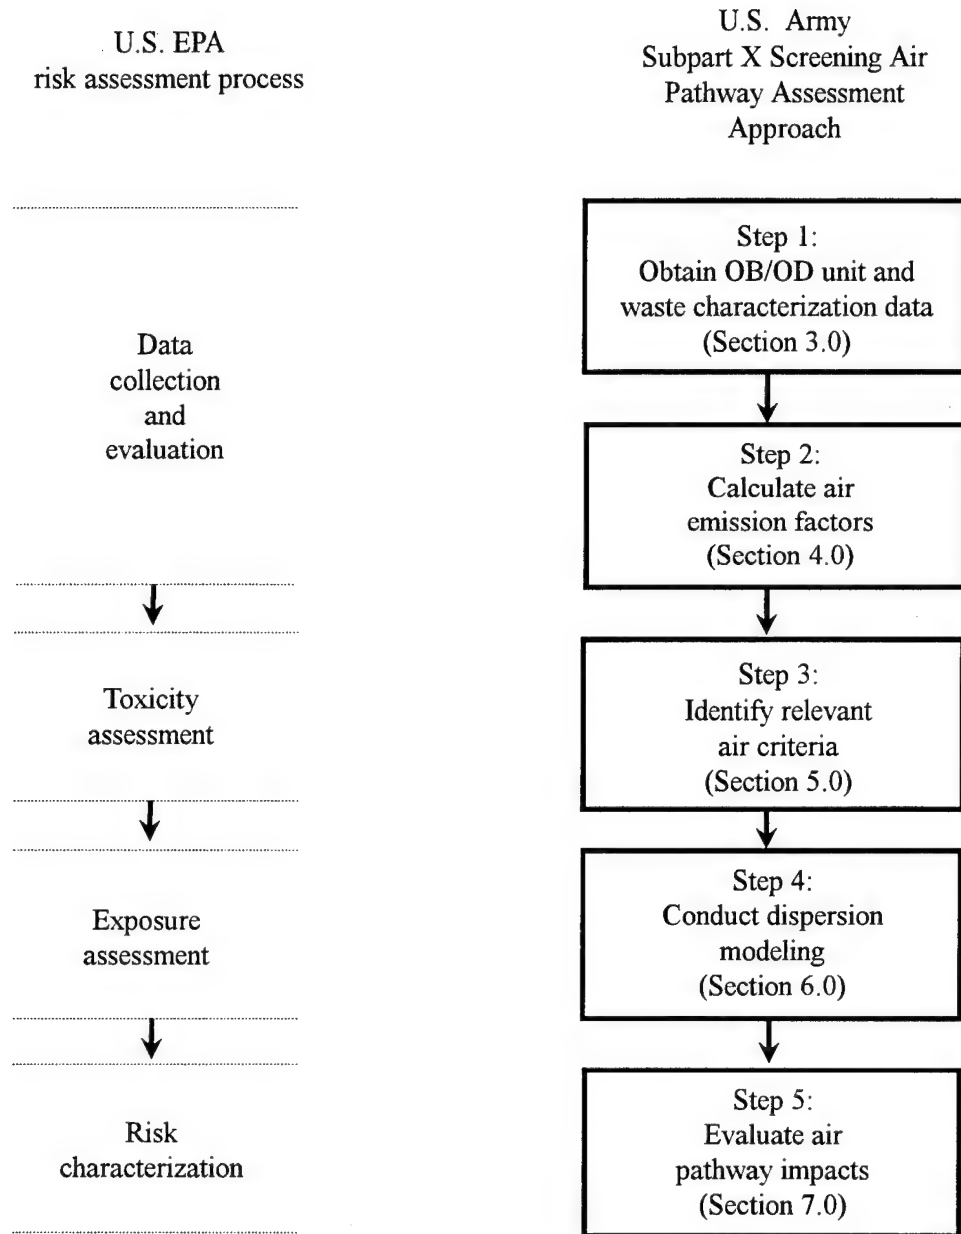 U.S. EPA
risk assessment process
U.S. Army
Subpart X Screening Air
Pathway Assessment
Approach
Data
collection
and
evaluation
Toxicity
assessment
Exposure
assessment
Risk
characterization
Step 1:
Obtain OB/OD unit and
waste characterization data
(Section 3.0)
Step 2:
Calculate air
emission factors
(Section 4.0)
Step 3:
Identify relevant
air criteria
(Section 5.0)
Step 4:
Conduct dispersion
modeling
(Section 6.0)
Step 5:
Evaluate air
pathway impacts
(Section 7.0)